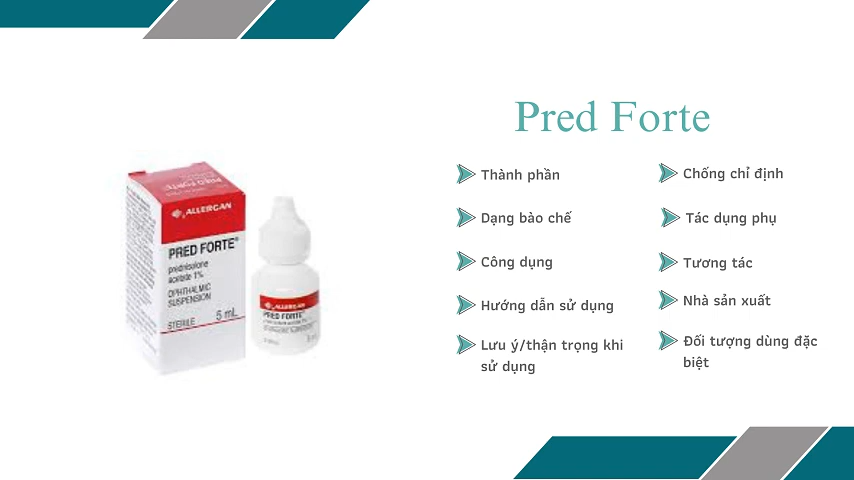 Pred Forte
Thành phần
Dạng bào chế
Công dụng
Hướng dẫn sử dụng
Lưu ý/thận trọng khi
sử dụng
Chống chỉ định
Tác dụng phụ
Tương tác
Nhà sản xuất
Đối tượng dùng đặc
biệt
PRED FORTE
ALLERGAN
PRED FORTE®
prednisolone
acetate 1%
OPHTHALMIC
SUSPENSION
STERILE 5 mL
ALLERGAN
PRED FORTE